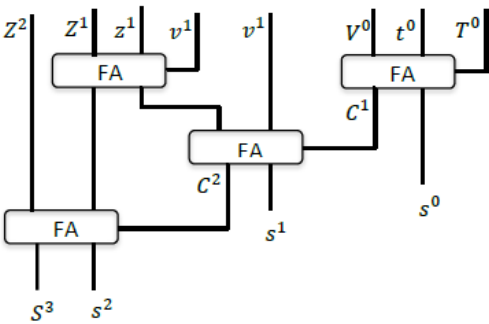 Z² Z¹ z¹ v¹ v¹ V⁰ t⁰ T⁰
FA FA
C¹
FA
C²
s⁰
FA
s¹
S³ s²